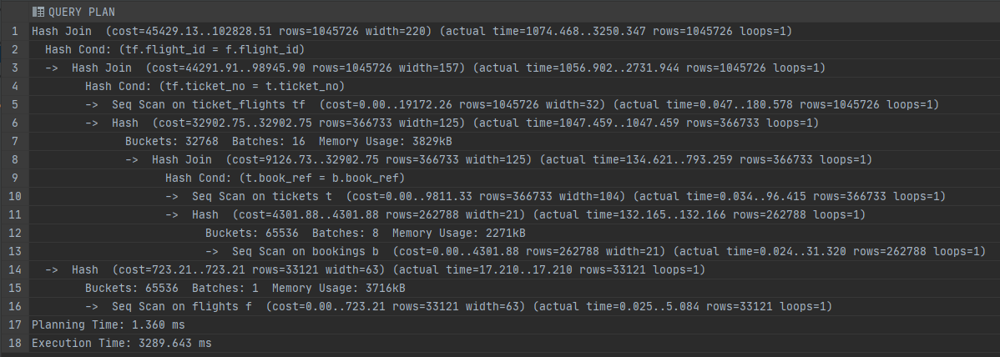 QUERY PLAN
1 Hash Join (cost=45429.13..102828.51 rows=1045726 width=220) (actual time=1074.468..3250.347 rows=1045726 loops=1)
2 Hash Cond: (tf.flight_id = f.flight_id)
3 -> Hash Join (cost=44291.91..98945.90 rows=1045726 width=157) (actual time=1056.902..2731.944 rows=1045726 loops=1)
4 Hash Cond: (tf.ticket_no = t.ticket_no)
5 -> Seq Scan on ticket_flights tf (cost=0.00..19172.26 rows=1045726 width=32) (actual time=0.047..180.578 rows=1045726 loops=1)
6 -> Hash (cost=32902.75..32902.75 rows=366733 width=125) (actual time=1047.459..1047.459 rows=366733 loops=1)
7 Buckets: 32768 Batches: 16 Memory Usage: 3829kB
8 -> Hash Join (cost=9126.73..32902.75 rows=366733 width=125) (actual time=134.621..793.259 rows=366733 loops=1)
9 Hash Cond: (t.book_ref = b.book_ref)
10 -> Seq Scan on tickets t (cost=0.00..9811.33 rows=366733 width=104) (actual time=0.034..96.415 rows=366733 loops=1)
11 -> Hash (cost=4301.88..4301.88 rows=262788 width=21) (actual time=132.165..132.166 rows=262788 loops=1)
12 Buckets: 65536 Batches: 8 Memory Usage: 2271kB
13 -> Seq Scan on bookings b (cost=0.00..4301.88 rows=262788 width=21) (actual time=0.024..31.320 rows=262788 loops=1)
14 -> Hash (cost=723.21..723.21 rows=33121 width=63) (actual time=17.210..17.210 rows=33121 loops=1)
15 Buckets: 65536 Batches: 1 Memory Usage: 3716kB
16 -> Seq Scan on flights f (cost=0.00..723.21 rows=33121 width=63) (actual time=0.025..5.084 rows=33121 loops=1)
17 Planning Time: 1.360 ms
18 Execution Time: 3289.643 ms